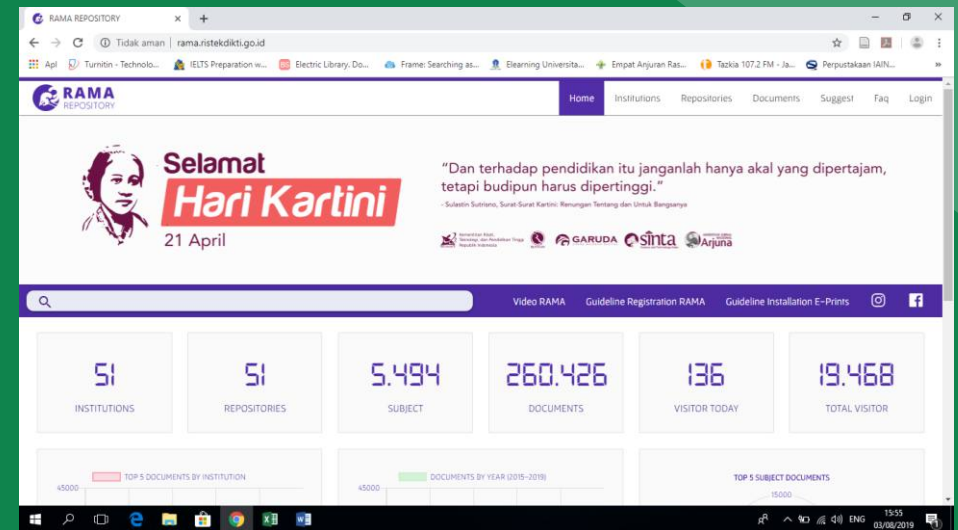 RAMA REPOSITORY
Tidak aman | rama.ristekdikti.go.id
Apl Turnitin - Technolo... IELTS Preparation w... Electric Library. Do... Frame: Searching as... Elearning Universita... Empat Anjuran Ras... Tazkia 107.2 FM - Ja... Perpustakaan IAIN... »
RAMA
REPOSITORY
Home Institutions Repositories Documents Suggest Faq Login
Selamat
Hari Kartini
21 April
“Dan terhadap pendidikan itu janganlah hanya akal yang dipertajam,
tetapi budipun harus dipertinggi.”
- Sulastin Sutrisno, Surat-Surat Kartini: Renungan Tentang dan Untuk Bangsanya
GARUDA sinta Arjuna
Video RAMA Guideline Registration RAMA Guideline Installation E-Prints
51 51 5.494 260.426 136 19.468
INSTITUTIONS REPOSITORIES SUBJECT DOCUMENTS VISITOR TODAY TOTAL VISITOR
TOP 5 DOCUMENTS BY INSTITUTION DOCUMENTS BY YEAR (2015-2019) TOP 5 SUBJECT DOCUMENTS
45000 45000 15000
ENG 15:55
03/08/2019